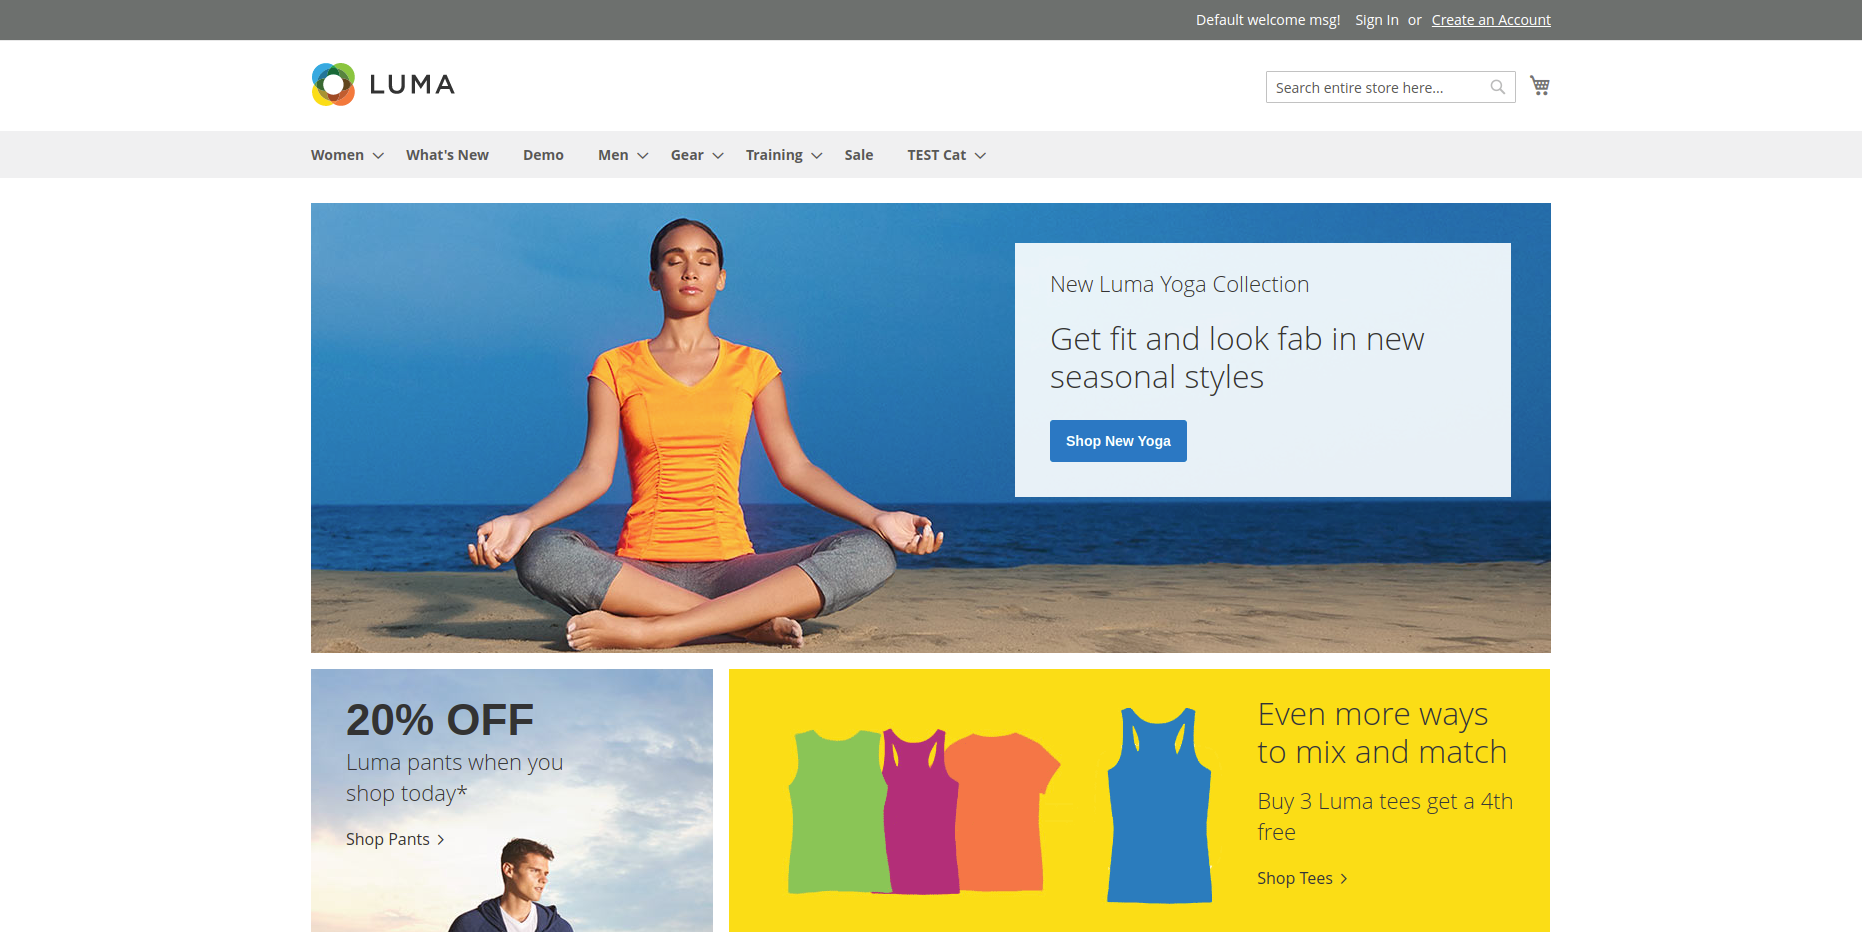 Default welcome msg! Sign In or Create an Account
LUMA
Search entire store here...
Women What's New Demo Men Gear Training Sale TEST Cat
New Luma Yoga Collection
Get fit and look fab in new
seasonal styles
Shop New Yoga
20% OFF
Luma pants when you
shop today*
Shop Pants
Even more ways
to mix and match
Buy 3 Luma tees get a 4th
free
Shop Tees